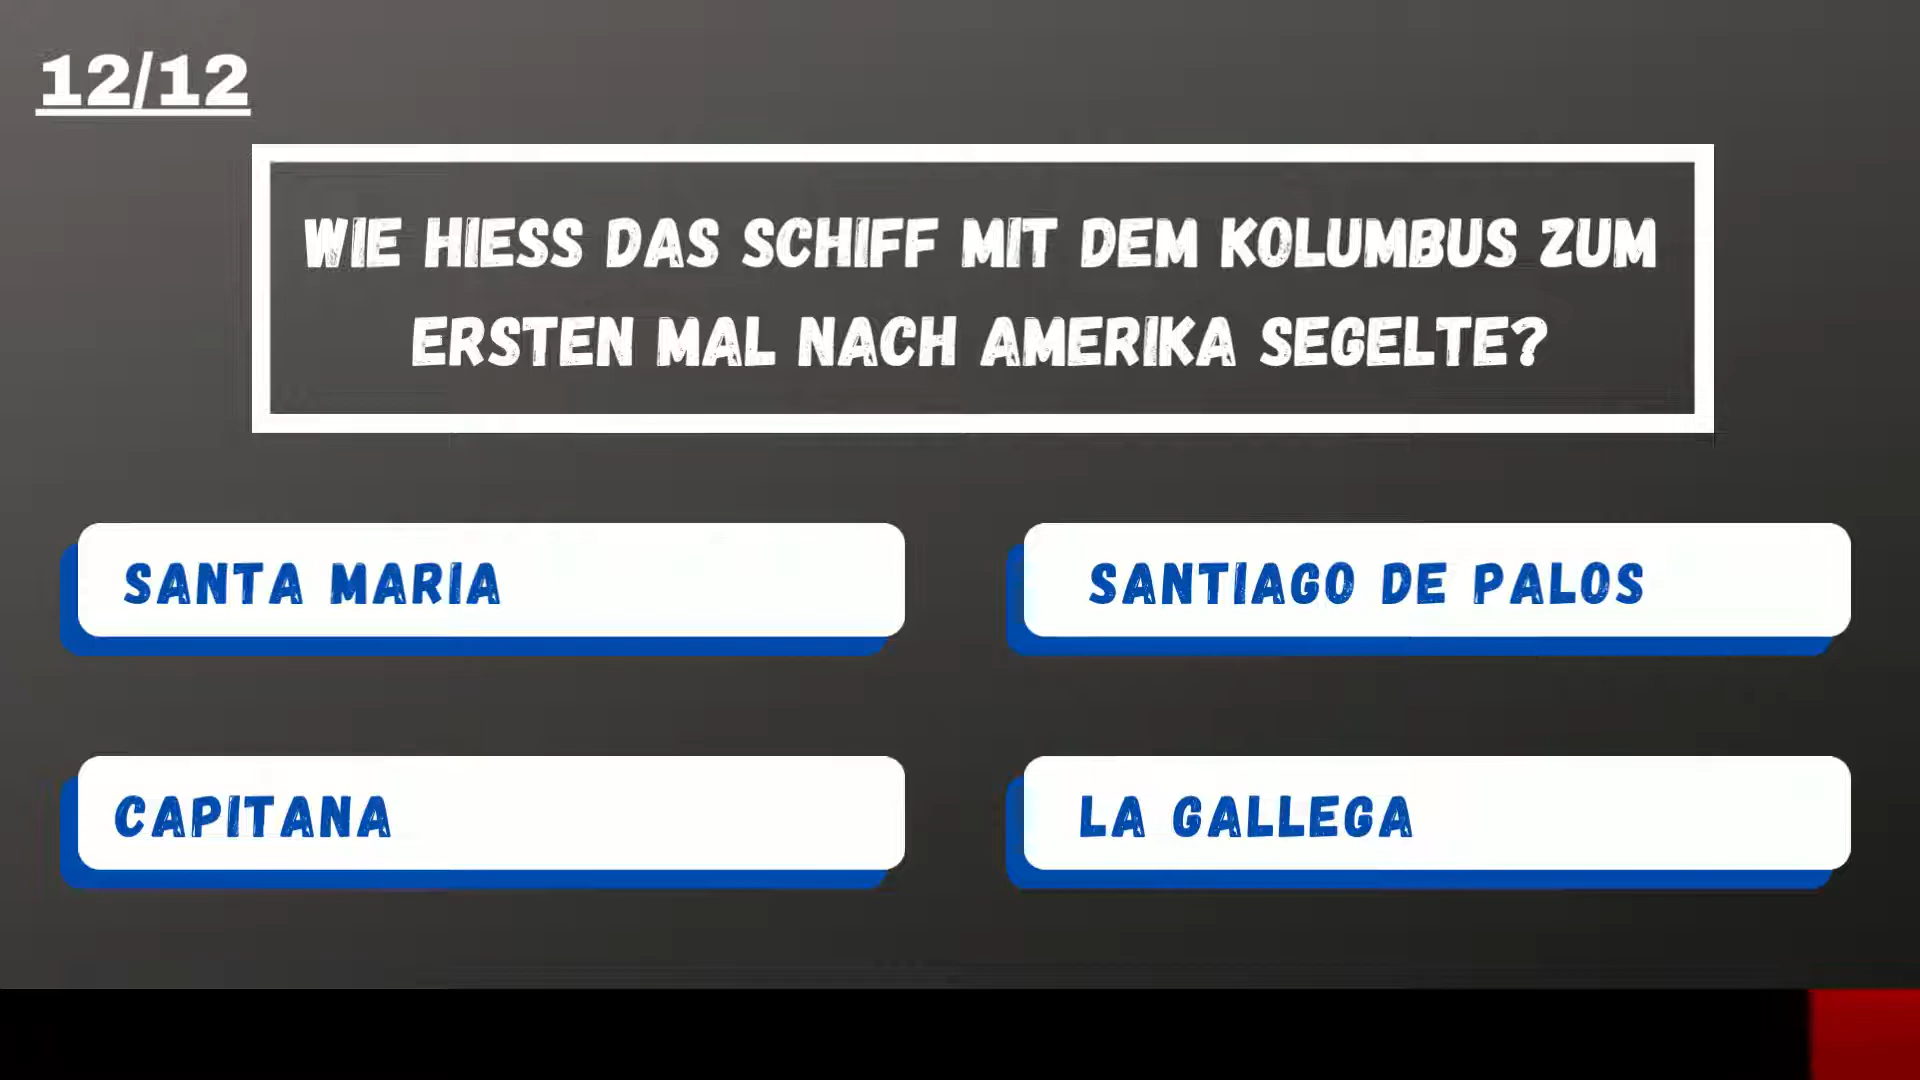 12/12
WIE HIESS DAS SCHIFF MIT DEM KOLUMBUS ZUM
ERSTEN MAL NACH AMERIKA SEGELTE?
SANTA MARIA
SANTIAGO DE PALOS
CAPITANA
LA GALLEGA